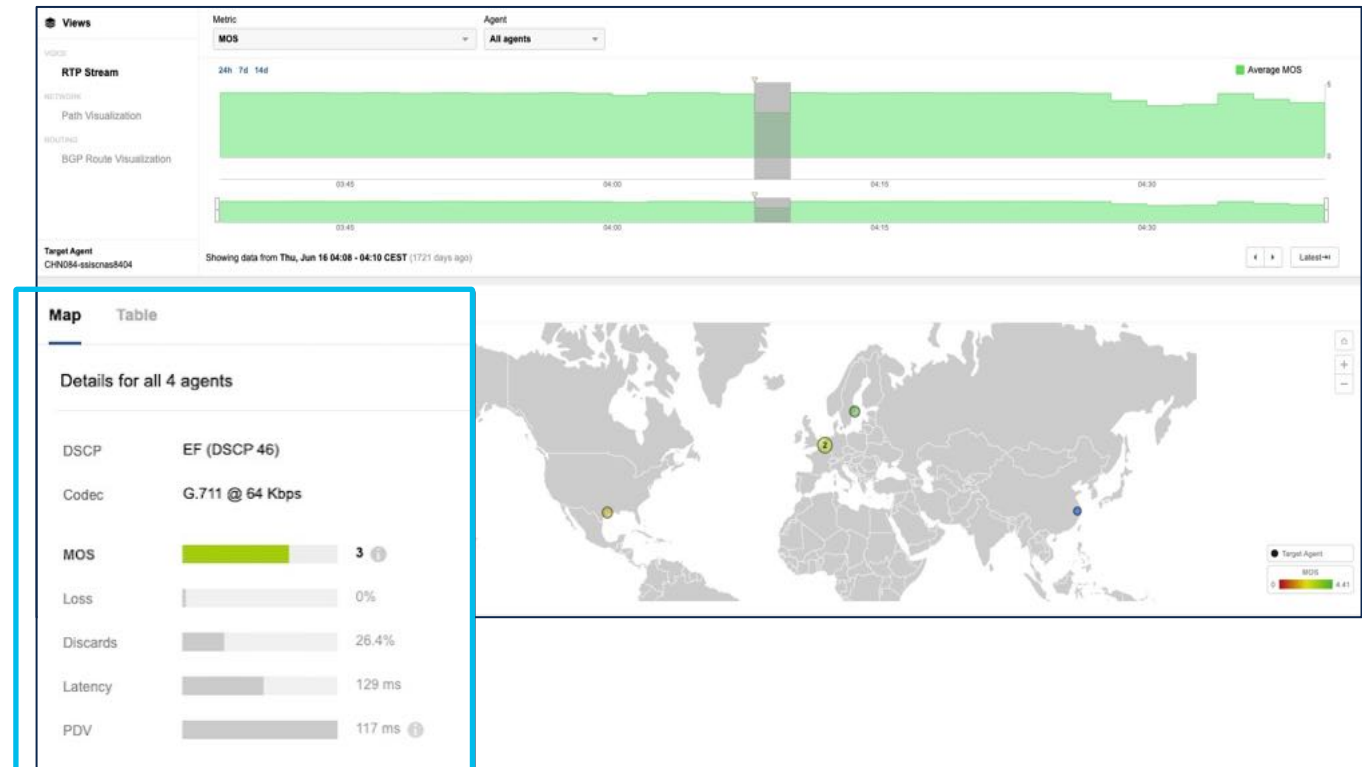 Views
Metric
Agent
MOS
All agents
VOICE
RTP Stream
24h 7d 14d
Average MOS
5
NETWORK
Path Visualization
ROUTING
BGP Route Visualization
0
03:45
04:00
04:15
04:30
03:45
04:00
04:15
04:30
Target Agent
CHN084-ssiscnas8404
Showing data from Thu, Jun 16 04:08 - 04:10 CEST (1721 days ago)
Latest
Map
Table
Details for all 4 agents
DSCP
EF (DSCP 46)
Codec
G.711 @ 64 Kbps
MOS
3
Loss
0%
Discards
26.4%
Latency
129 ms
PDV
117 ms
2
Target Agent
MOS
0
4.41